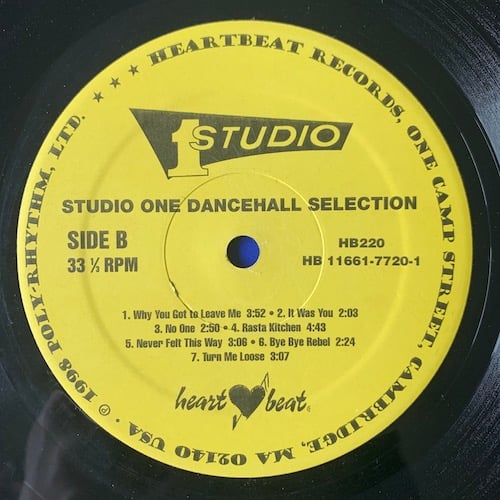 ★ ★ ★ HEARTBEAT RECORDS, ONE CAMP STREET, CAMBRIDGE, MA 02140 USA • ℗ 1998 POLY-RHYTHM, LTD.
1 STUDIO
STUDIO ONE DANCEHALL SELECTION
SIDE B
33 ⅓ RPM
HB220
HB 11661-7720-1
1. Why You Got to Leave Me 3:52 • 2. It Was You 2:03
3. No One 2:50 • 4. Rasta Kitchen 4:43
5. Never Felt This Way 3:06 • 6. Bye Bye Rebel 2:24
7. Turn Me Loose 3:07
heart beat